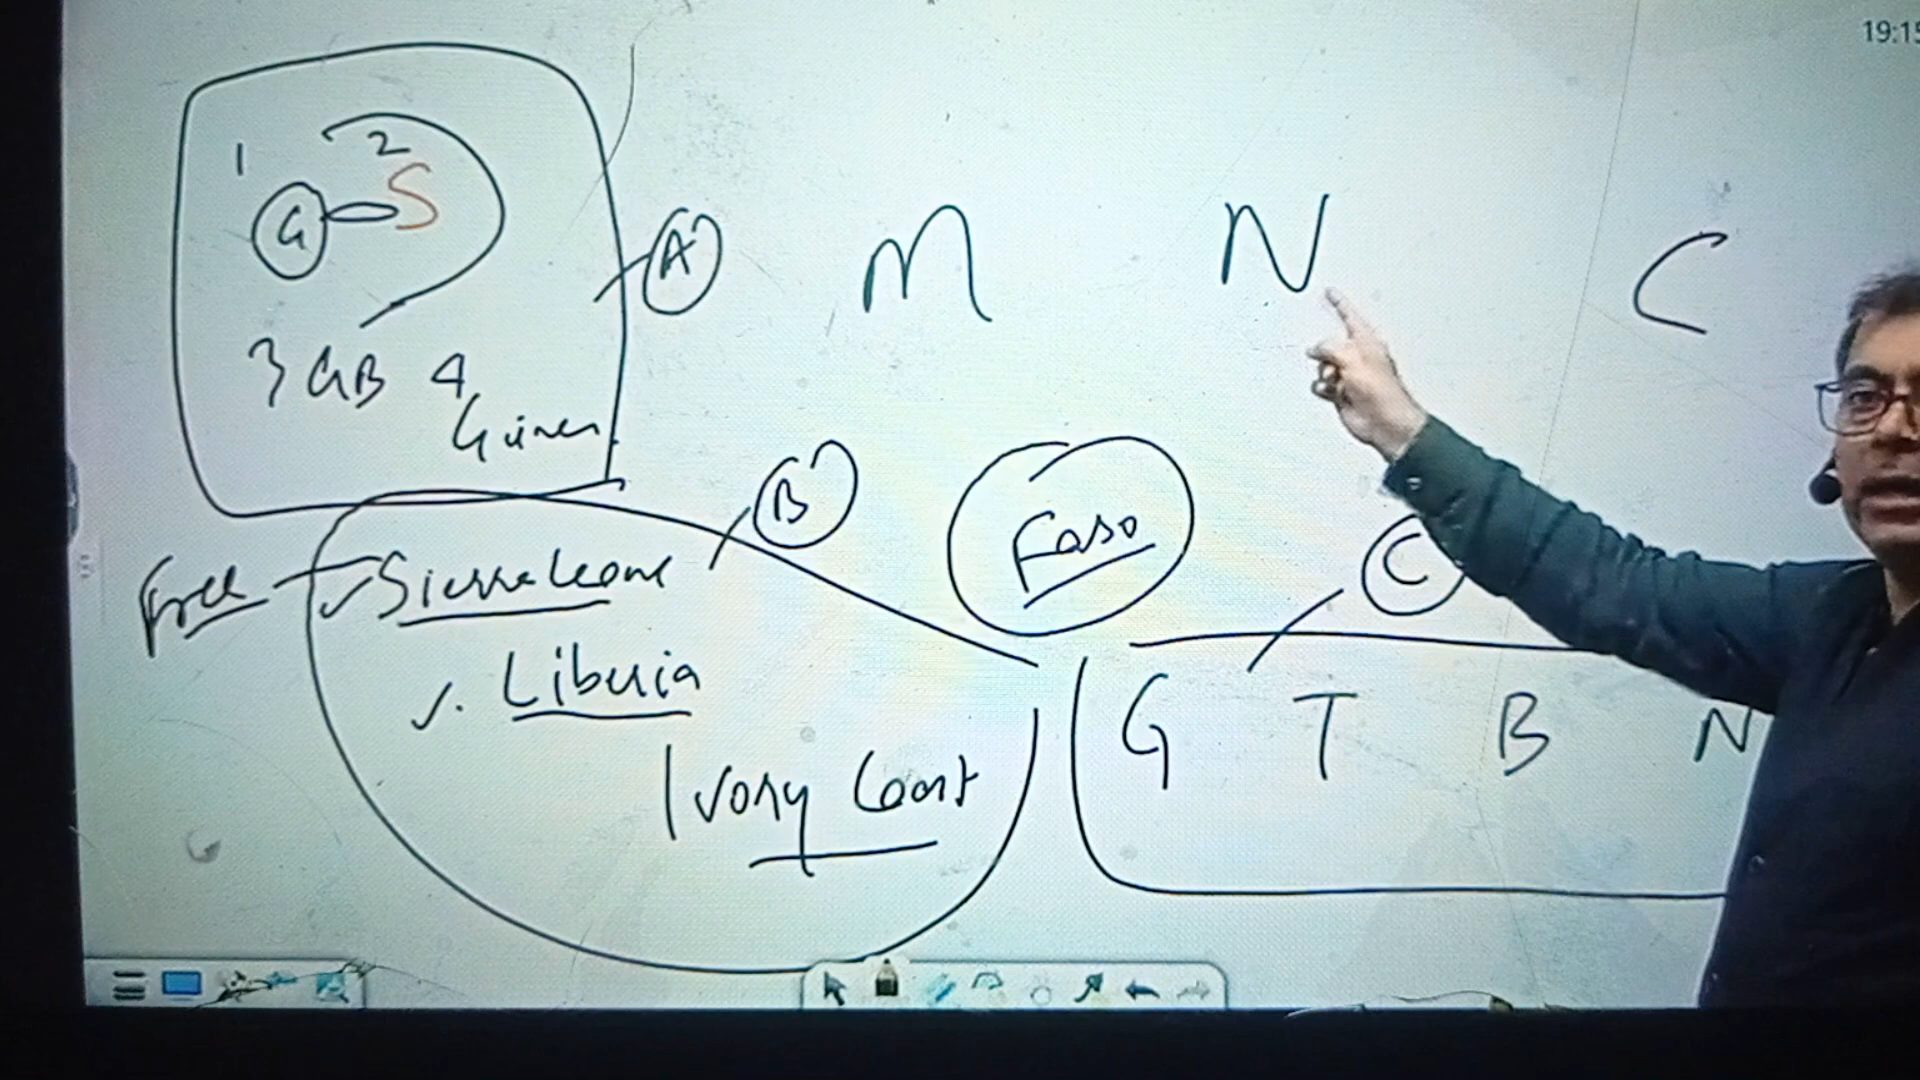 19:15
1 2
G S
A M N C
3 GB 4
Guinea
B
Faso
C
Free Sierra Leone
Liberia
G T B N
Ivory Coast